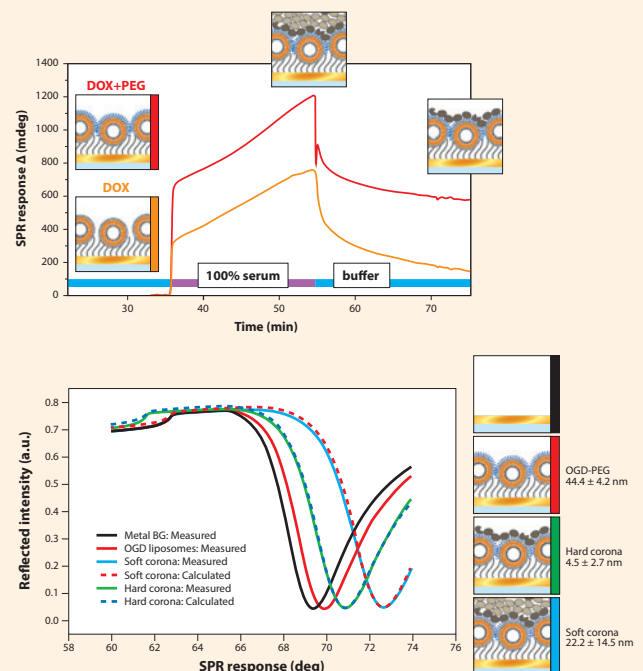 1400
1200
1000
800
600
400
200
0
SPR response Δ (mdeg)
DOX+PEG
DOX
100% serum
buffer
30
40
50
60
70
Time (min)
0.8
0.7
0.6
0.5
0.4
0.3
0.2
0.1
0.0
Reflected intensity (a.u.)
Metal BG: Measured
OGD liposomes: Measured
Soft corona: Measured
Soft corona: Calculated
Hard corona: Measured
Hard corona: Calculated
58
60
62
64
66
68
70
72
74
76
SPR response (deg)
OGD-PEG
44.4 ± 4.2 nm
Hard corona
4.5 ± 2.7 nm
Soft corona
22.2 ± 14.5 nm